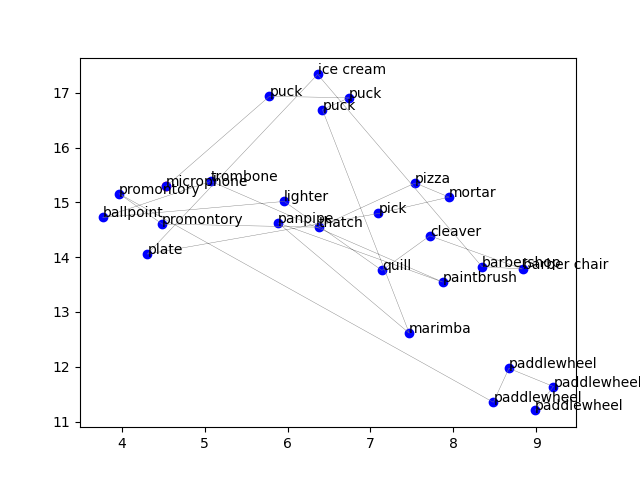 17
16
15
14
13
12
11
ice cream
puck
puck
puck
pizza
trombone
microphone
promontory
mortar
lighter
pick
ballpoint
promontory
panpipe
thatch
cleaver
plate
quill
barbershop
barber chair
paintbrush
marimba
paddlewheel
paddlewheel
paddlewheel
paddlewheel
4 5 6 7 8 9